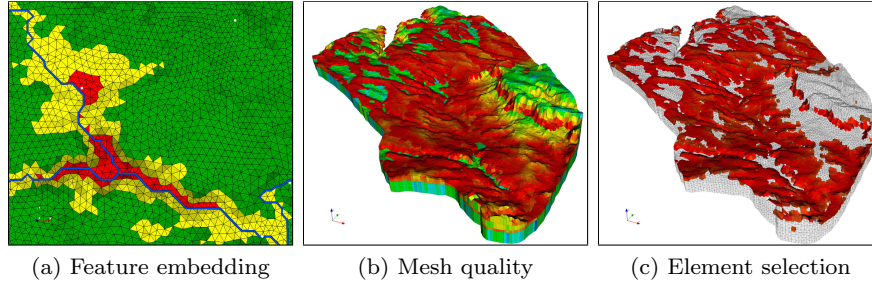 (a) Feature embedding
(b) Mesh quality
(c) Element selection